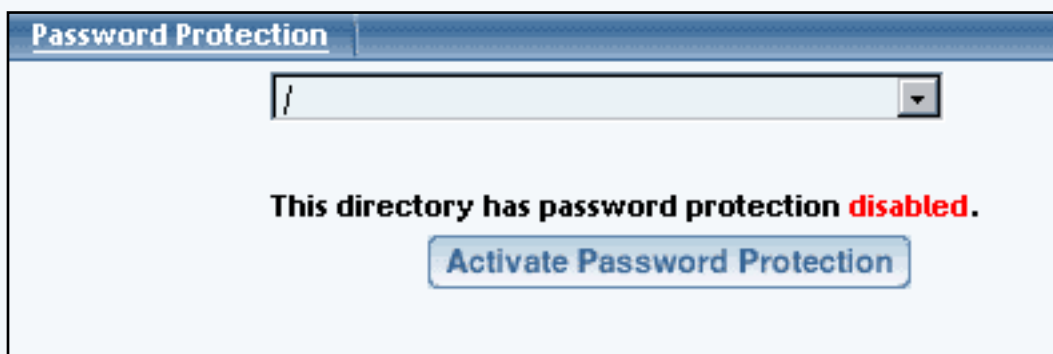 Password Protection
/
This directory has password protection disabled.
Activate Password Protection